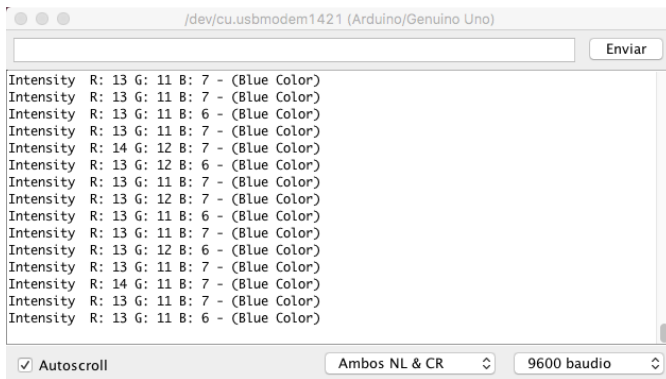 /dev/cu.usbmodem1421 (Arduino/Genuino Uno)
Enviar
Intensity  R: 13 G: 11 B: 7 - (Blue Color)
Intensity  R: 13 G: 11 B: 7 - (Blue Color)
Intensity  R: 13 G: 11 B: 6 - (Blue Color)
Intensity  R: 13 G: 11 B: 7 - (Blue Color)
Intensity  R: 14 G: 12 B: 7 - (Blue Color)
Intensity  R: 13 G: 12 B: 6 - (Blue Color)
Intensity  R: 13 G: 11 B: 7 - (Blue Color)
Intensity  R: 13 G: 12 B: 7 - (Blue Color)
Intensity  R: 13 G: 11 B: 6 - (Blue Color)
Intensity  R: 13 G: 11 B: 7 - (Blue Color)
Intensity  R: 13 G: 12 B: 6 - (Blue Color)
Intensity  R: 13 G: 11 B: 7 - (Blue Color)
Intensity  R: 14 G: 11 B: 7 - (Blue Color)
Intensity  R: 13 G: 11 B: 7 - (Blue Color)
Intensity  R: 13 G: 11 B: 6 - (Blue Color)
Autoscroll Ambos NL & CR 9600 baudio